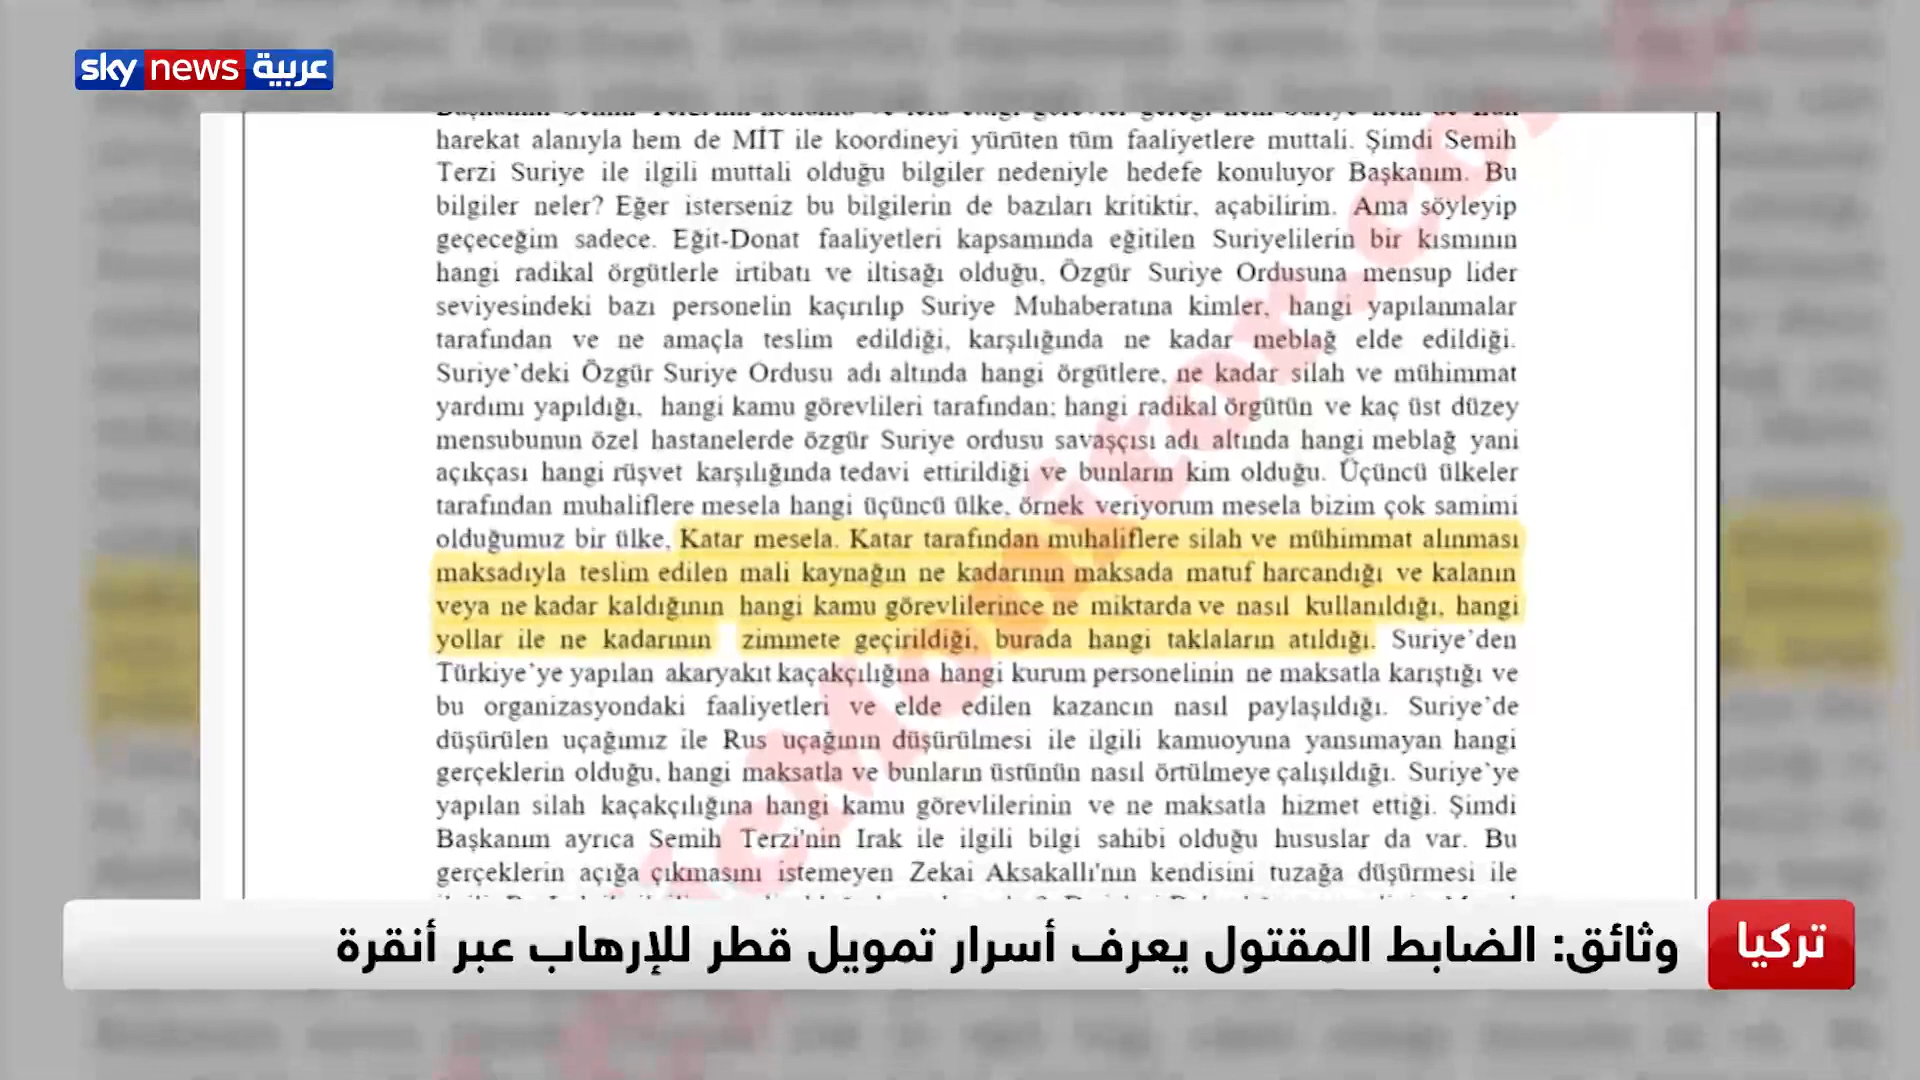 sky news عربية
harekat alanıyla hem de MİT ile koordineyi yürüten tüm faaliyetlere muttali. Şimdi Semih
Terzi Suriye ile ilgili muttali olduğu bilgiler nedeniyle hedefe konuluyor Başkanım. Bu
bilgiler neler? Eğer isterseniz bu bilgilerin de bazıları kritiktir, açabilirim. Ama söyleyip
geçeceğim sadece. Eğit-Donat faaliyetleri kapsamında eğitilen Suriyelilerin bir kısmının
hangi radikal örgütlerle irtibatı ve iltisağı olduğu, Özgür Suriye Ordusuna mensup lider
seviyesindeki bazı personelin kaçırılıp Suriye Muhaberatına kimler, hangi yapılanmalar
tarafından ve ne amaçla teslim edildiği, karşılığında ne kadar meblağ elde edildiği.
Suriye'deki Özgür Suriye Ordusu adı altında hangi örgütlere, ne kadar silah ve mühimmat
yardımı yapıldığı, hangi kamu görevlileri tarafından; hangi radikal örgütün ve kaç üst düzey
mensubunun özel hastanelerde özgür Suriye ordusu savaşçısı adı altında hangi meblağ yani
açıkçası hangi rüşvet karşılığında tedavi ettirildiği ve bunların kim olduğu. Üçüncü ülkeler
tarafından muhaliflere mesela hangi üçüncü ülke, örnek veriyorum mesela bizim çok samimi
olduğumuz bir ülke, Katar mesela. Katar tarafından muhaliflere silah ve mühimmat alınması
maksadıyla teslim edilen mali kaynağın ne kadarının maksada matuf harcandığı ve kalanın
veya ne kadar kaldığının hangi kamu görevlilerince ne miktarda ve nasıl kullanıldığı, hangi
yollar ile ne kadarının zimmete geçirildiği, burada hangi taklaların atıldığı. Suriye'den
Türkiye'ye yapılan akaryakıt kaçakçılığına hangi kurum personelinin ne maksatla karıştığı ve
bu organizasyondaki faaliyetleri ve elde edilen kazancın nasıl paylaşıldığı. Suriye'de
düşürülen uçağımız ile Rus uçağının düşürülmesi ile ilgili kamuoyuna yansımayan hangi
gerçeklerin olduğu, hangi maksatla ve bunların üstünün nasıl örtülmeye çalışıldığı. Suriye'ye
yapılan silah kaçakçılığına hangi kamu görevlilerinin ve ne maksatla hizmet ettiği. Şimdi
Başkanım ayrıca Semih Terzi'nin Irak ile ilgili bilgi sahibi olduğu hususlar da var. Bu
gerçeklerin açığa çıkmasını istemeyen Zekai Aksakallı'nın kendisini tuzağa düşürmesi ile
تركيا
وثائق: الضابط المقتول يعرف أسرار تمويل قطر للإرهاب عبر أنقرة